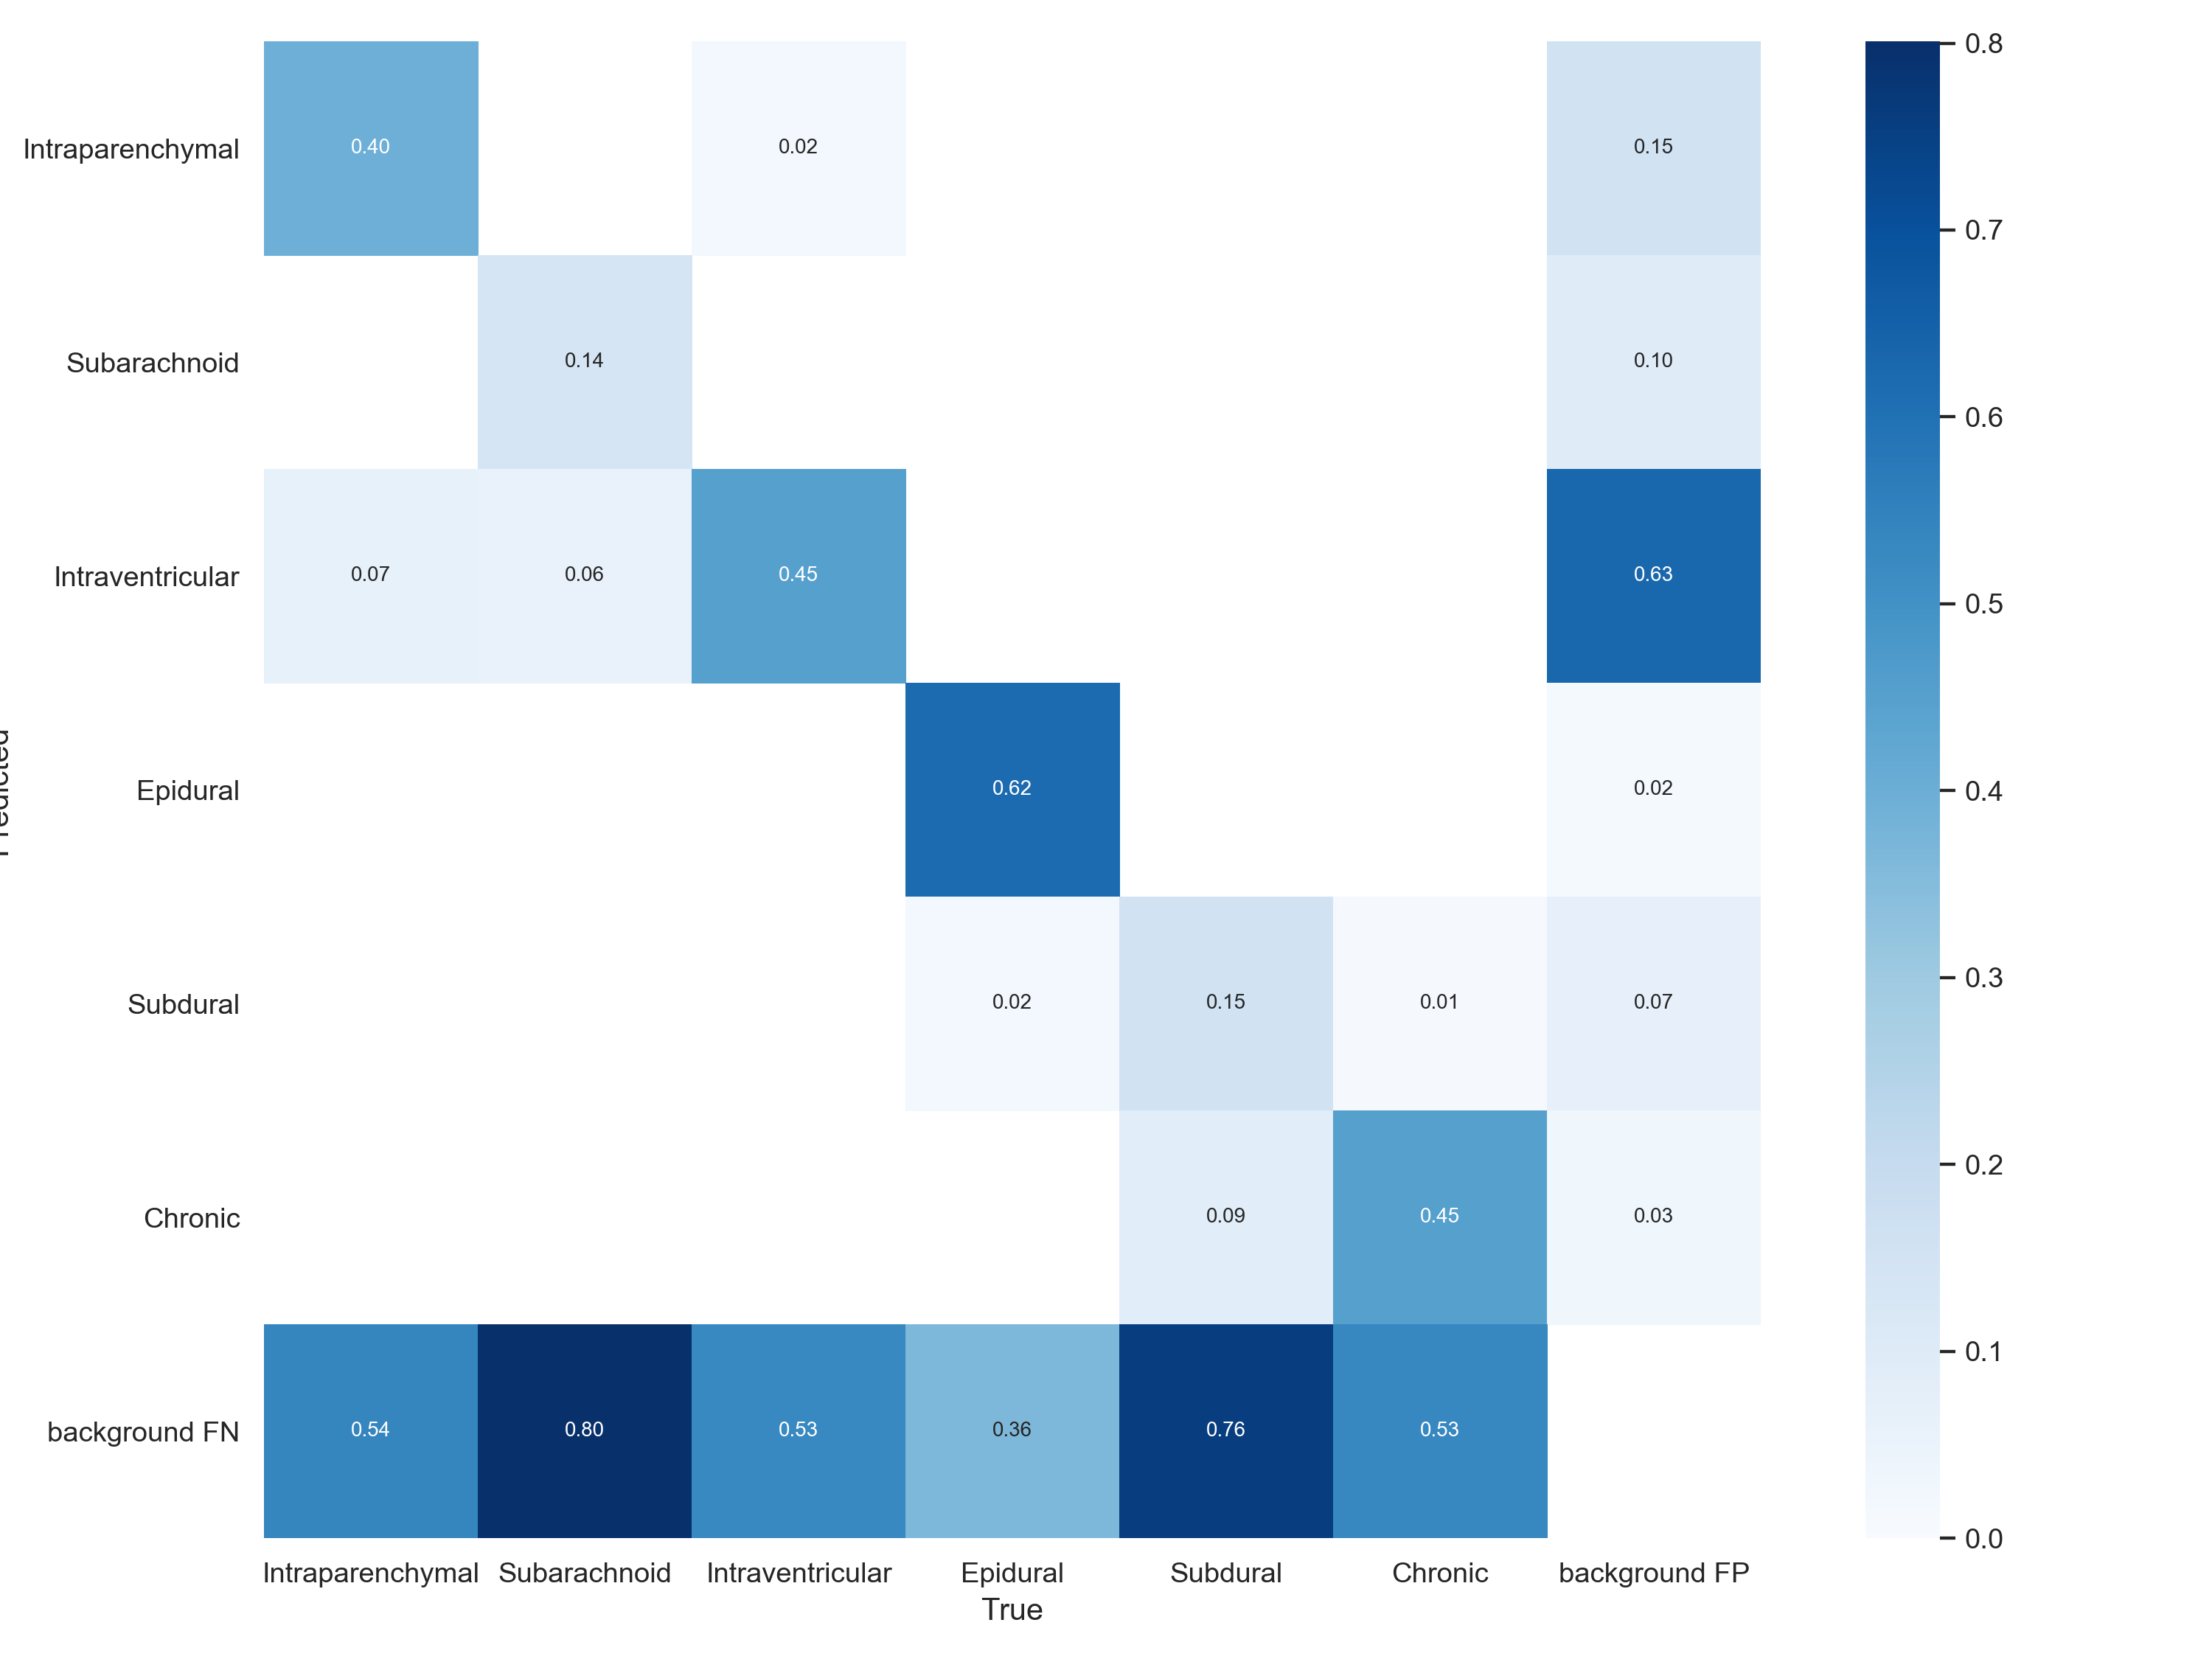 Intraparenchymal 0.40 0.02 0.15
Subarachnoid 0.14 0.10
Intraventricular 0.07 0.06 0.45 0.63
Epidural 0.62 0.02
Subdural 0.02 0.15 0.01 0.07
Chronic 0.09 0.45 0.03
background FN 0.54 0.80 0.53 0.36 0.76 0.53
Intraparenchymal Subarachnoid Intraventricular Epidural Subdural Chronic background FP
True
Predicted
0.8
0.7
0.6
0.5
0.4
0.3
0.2
0.1
0.0